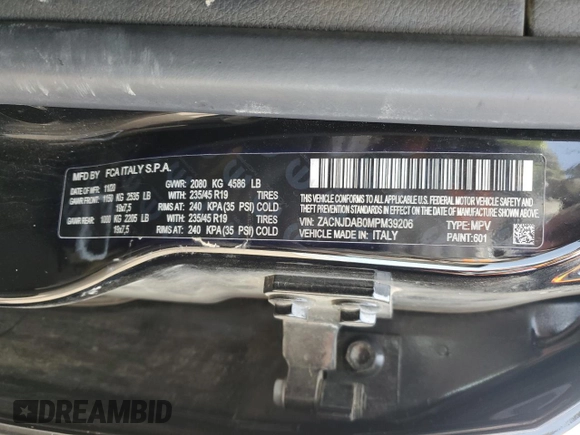 MFD BY FCA ITALY S.P.A.
DATE OF MFR 11/20 GVWR: 2080 KG 4586 LB
GAWR FRONT: 1150 KG 2535 LB WITH: 235/45 R19 TIRES
19x7,5 RIMS AT: 240 KPA (35 PSI) COLD
GAWR REAR: 1000 KG 2205 LB WITH: 235/45 R19 TIRES
19x7,5 RIMS AT: 240 KPA (35 PSI) COLD
THIS VEHICLE CONFORMS TO ALL APPLICABLE
U.S. FEDERAL MOTOR VEHICLE SAFETY, BUMPER AND THEFT
PREVENTION STANDARDS IN EFFECT ON THE DATE OF MANUFACTURE SHOWN ABOVE
VIN: ZACNJDAB0MPM39206 TYPE: MPV
VEHICLE MADE IN: ITALY PAINT: 601
DREAMBID